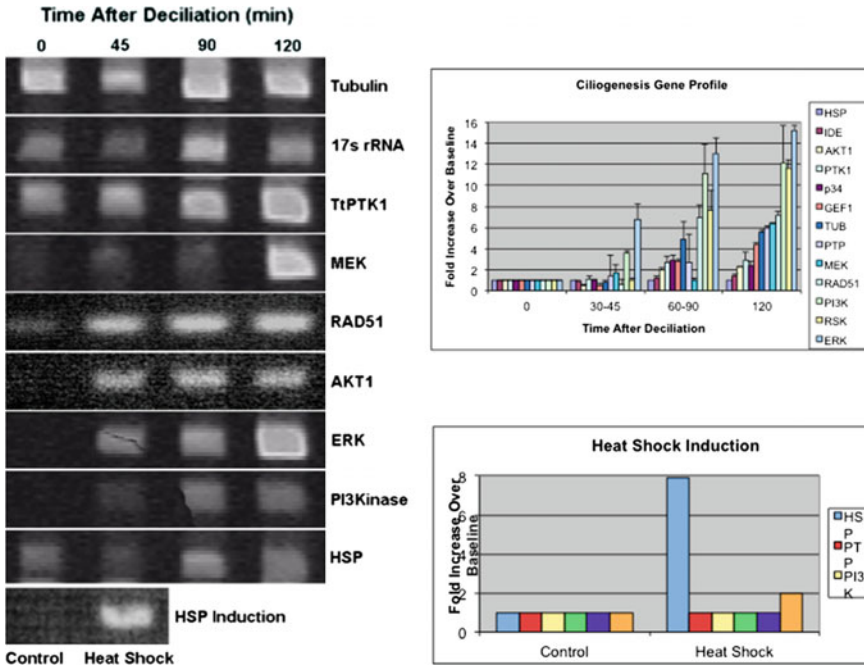 Time After Deciliation (min)
0 45 90 120
Tubulin
17s rRNA
TtPTK1
MEK
RAD51
AKT1
ERK
PI3Kinase
HSP
HSP Induction
Control Heat Shock
Ciliogenesis Gene Profile
Fold Increase Over Baseline
16
14
12
10
8
6
4
2
0
0 30-45 60-90 120
Time After Deciliation
HSP
IDE
AKT1
PTK1
p34
GEF1
TUB
PTP
MEK
RAD51
PI3K
RSK
ERK
Heat Shock Induction
Fold Increase Over
Baseline
8
6
4
2
0
Control Heat Shock
HS
P
PT
P
PI3
K